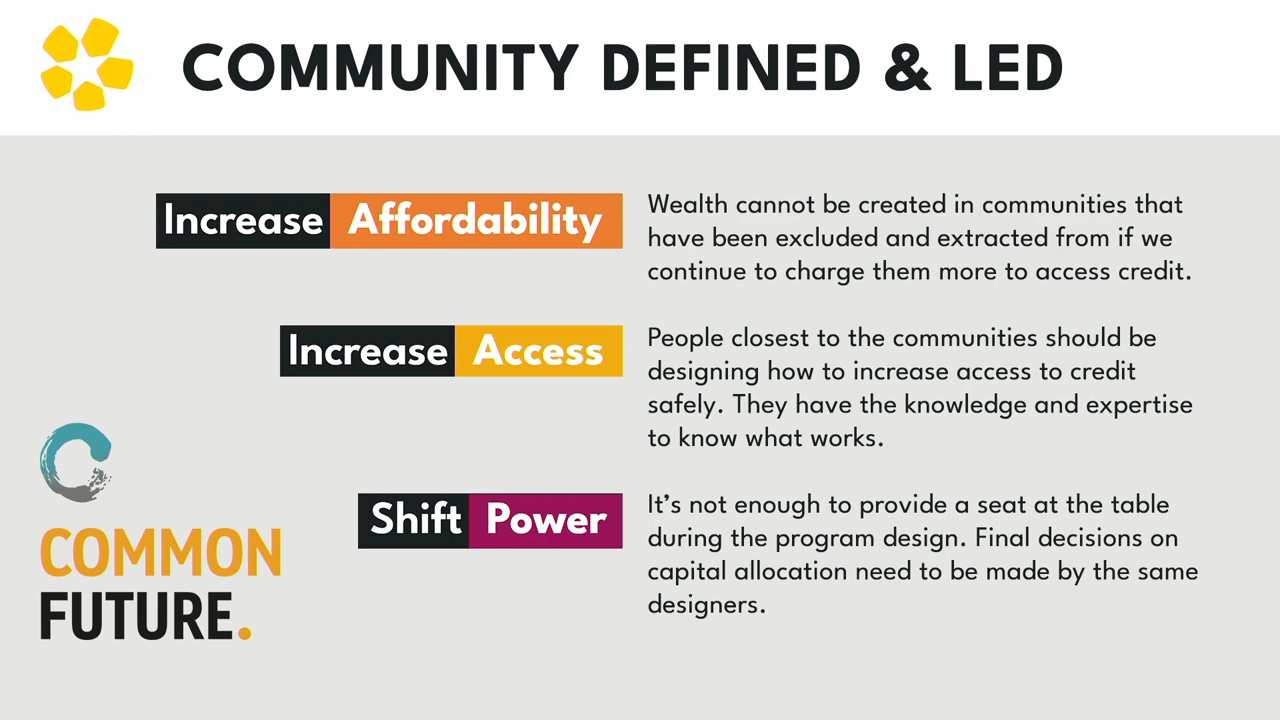 COMMUNITY DEFINED & LED
Increase Affordability
Wealth cannot be created in communities that
have been excluded and extracted from if we
continue to charge them more to access credit.
Increase Access
People closest to the communities should be
designing how to increase access to credit
safely. They have the knowledge and expertise
to know what works.
Shift Power
It’s not enough to provide a seat at the table
during the program design. Final decisions on
capital allocation need to be made by the same
designers.
COMMON
FUTURE.